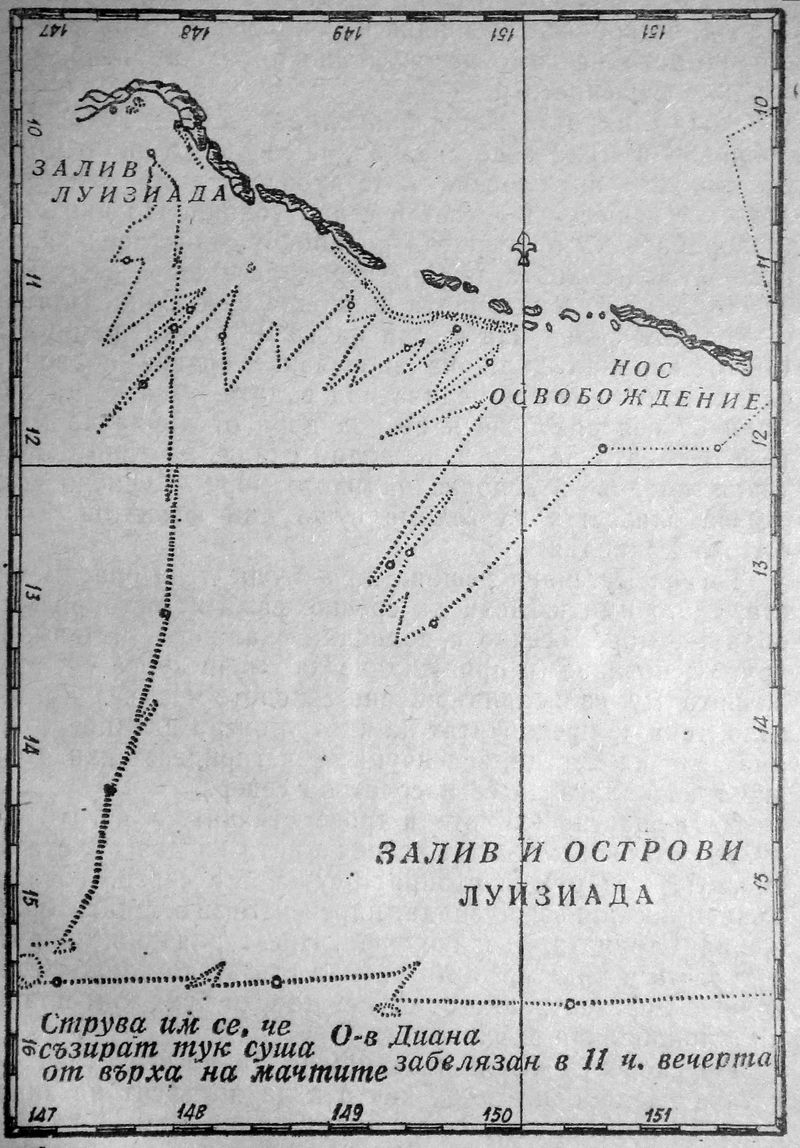 147 148 149 151 151
10
10
ЗАЛИВ
ЛУИЗИАДА
11
11
НОС
ОСВОБОЖДЕНИЕ
12
12
13
13
14
14
ЗАЛИВ И ОСТРОВИ
ЛУИЗИАДА
15
15
Струва им се, че
съзират тук суша
от върха на мачтите
16
О-в Диана
забелязан в 11 ч. вечерта
147 148 149 150 151